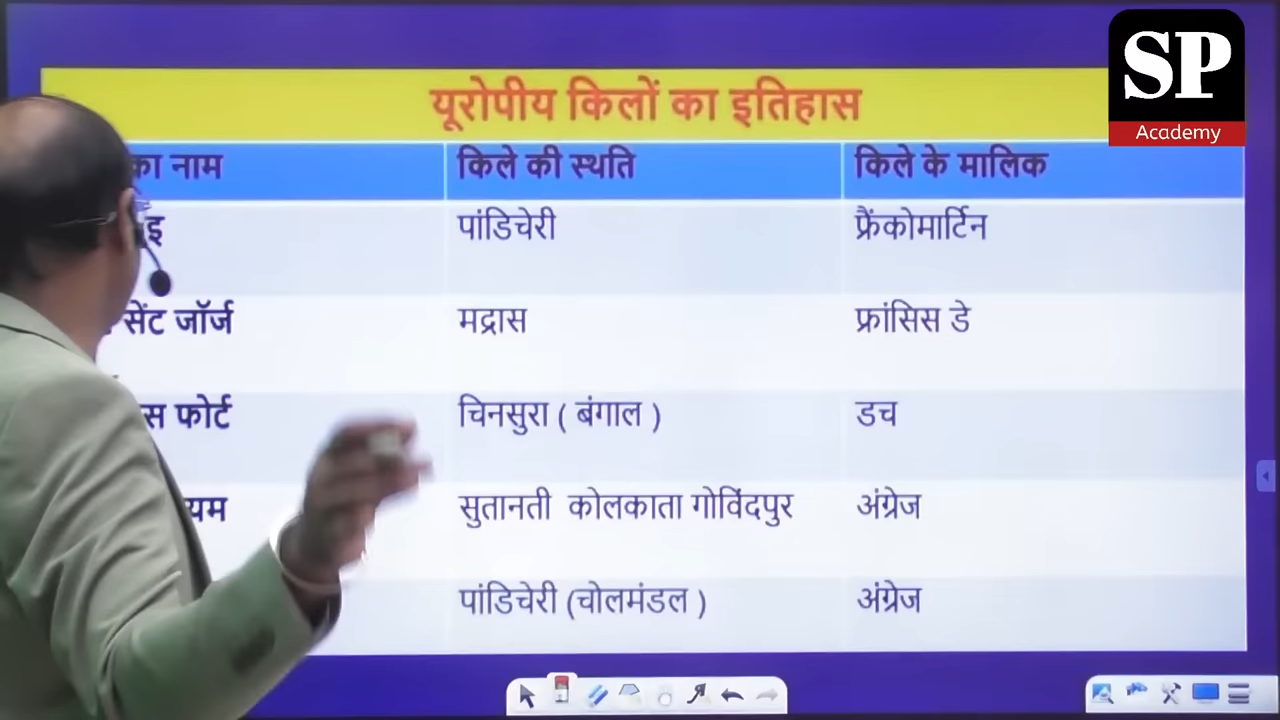 SP
Academy
यूरोपीय किलों का इतिहास
का नाम किले की स्थति किले के मालिक
इ पांडिचेरी फ्रैंकोमार्टिन
सेंट जॉर्ज मद्रास फ्रांसिस डे
स फोर्ट चिनसुरा ( बंगाल ) डच
यम सुतानती कोलकाता गोविंदपुर अंग्रेज
पांडिचेरी (चोलमंडल ) अंग्रेज